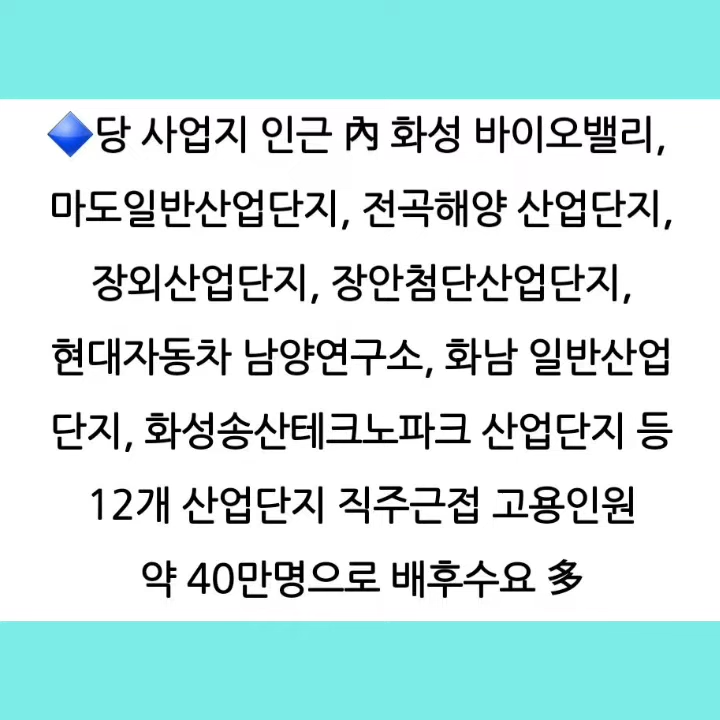 🔷당 사업지 인근 內 화성 바이오밸리,
마도일반산업단지, 전곡해양 산업단지,
장외산업단지, 장안첨단산업단지,
현대자동차 남양연구소, 화남 일반산업
단지, 화성송산테크노파크 산업단지 등
12개 산업단지 직주근접 고용인원
약 40만명으로 배후수요 多